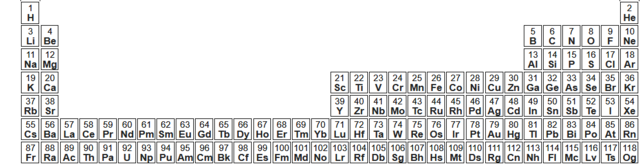 1 2
H He
3 4 5 6 7 8 9 10
Li Be B C N O F Ne
11 12 13 14 15 16 17 18
Na Mg Al Si P S Cl Ar
19 20 21 22 23 24 25 26 27 28 29 30 31 32 33 34 35 36
K Ca Sc Ti V Cr Mn Fe Co Ni Cu Zn Ga Ge As Se Br Kr
37 38 39 40 41 42 43 44 45 46 47 48 49 50 51 52 53 54
Rb Sr Y Zr Nb Mo Tc Ru Rh Pd Ag Cd In Sn Sb Te I Xe
55 56 57 58 59 60 61 62 63 64 65 66 67 68 69 70 71 72 73 74 75 76 77 78 79 80 81 82 83 84 85 86
Cs Ba La Ce Pr Nd Pm Sm Eu Gd Tb Dy Ho Er Tm Yb Lu Hf Ta W Re Os Ir Pt Au Hg Tl Pb Bi Po At Rn
87 88 89 90 91 92 93 94 95 96 97 98 99 100 101 102 103 104 105 106 107 108 109 110 111 112 113 114 115 116 117 118
Fr Ra Ac Th Pa U Np Pu Am Cm Bk Cf Es Fm Md No Lr Rf Db Sg Bh Hs Mt Ds Rg Cn Nh Fl Mc Lv Ts